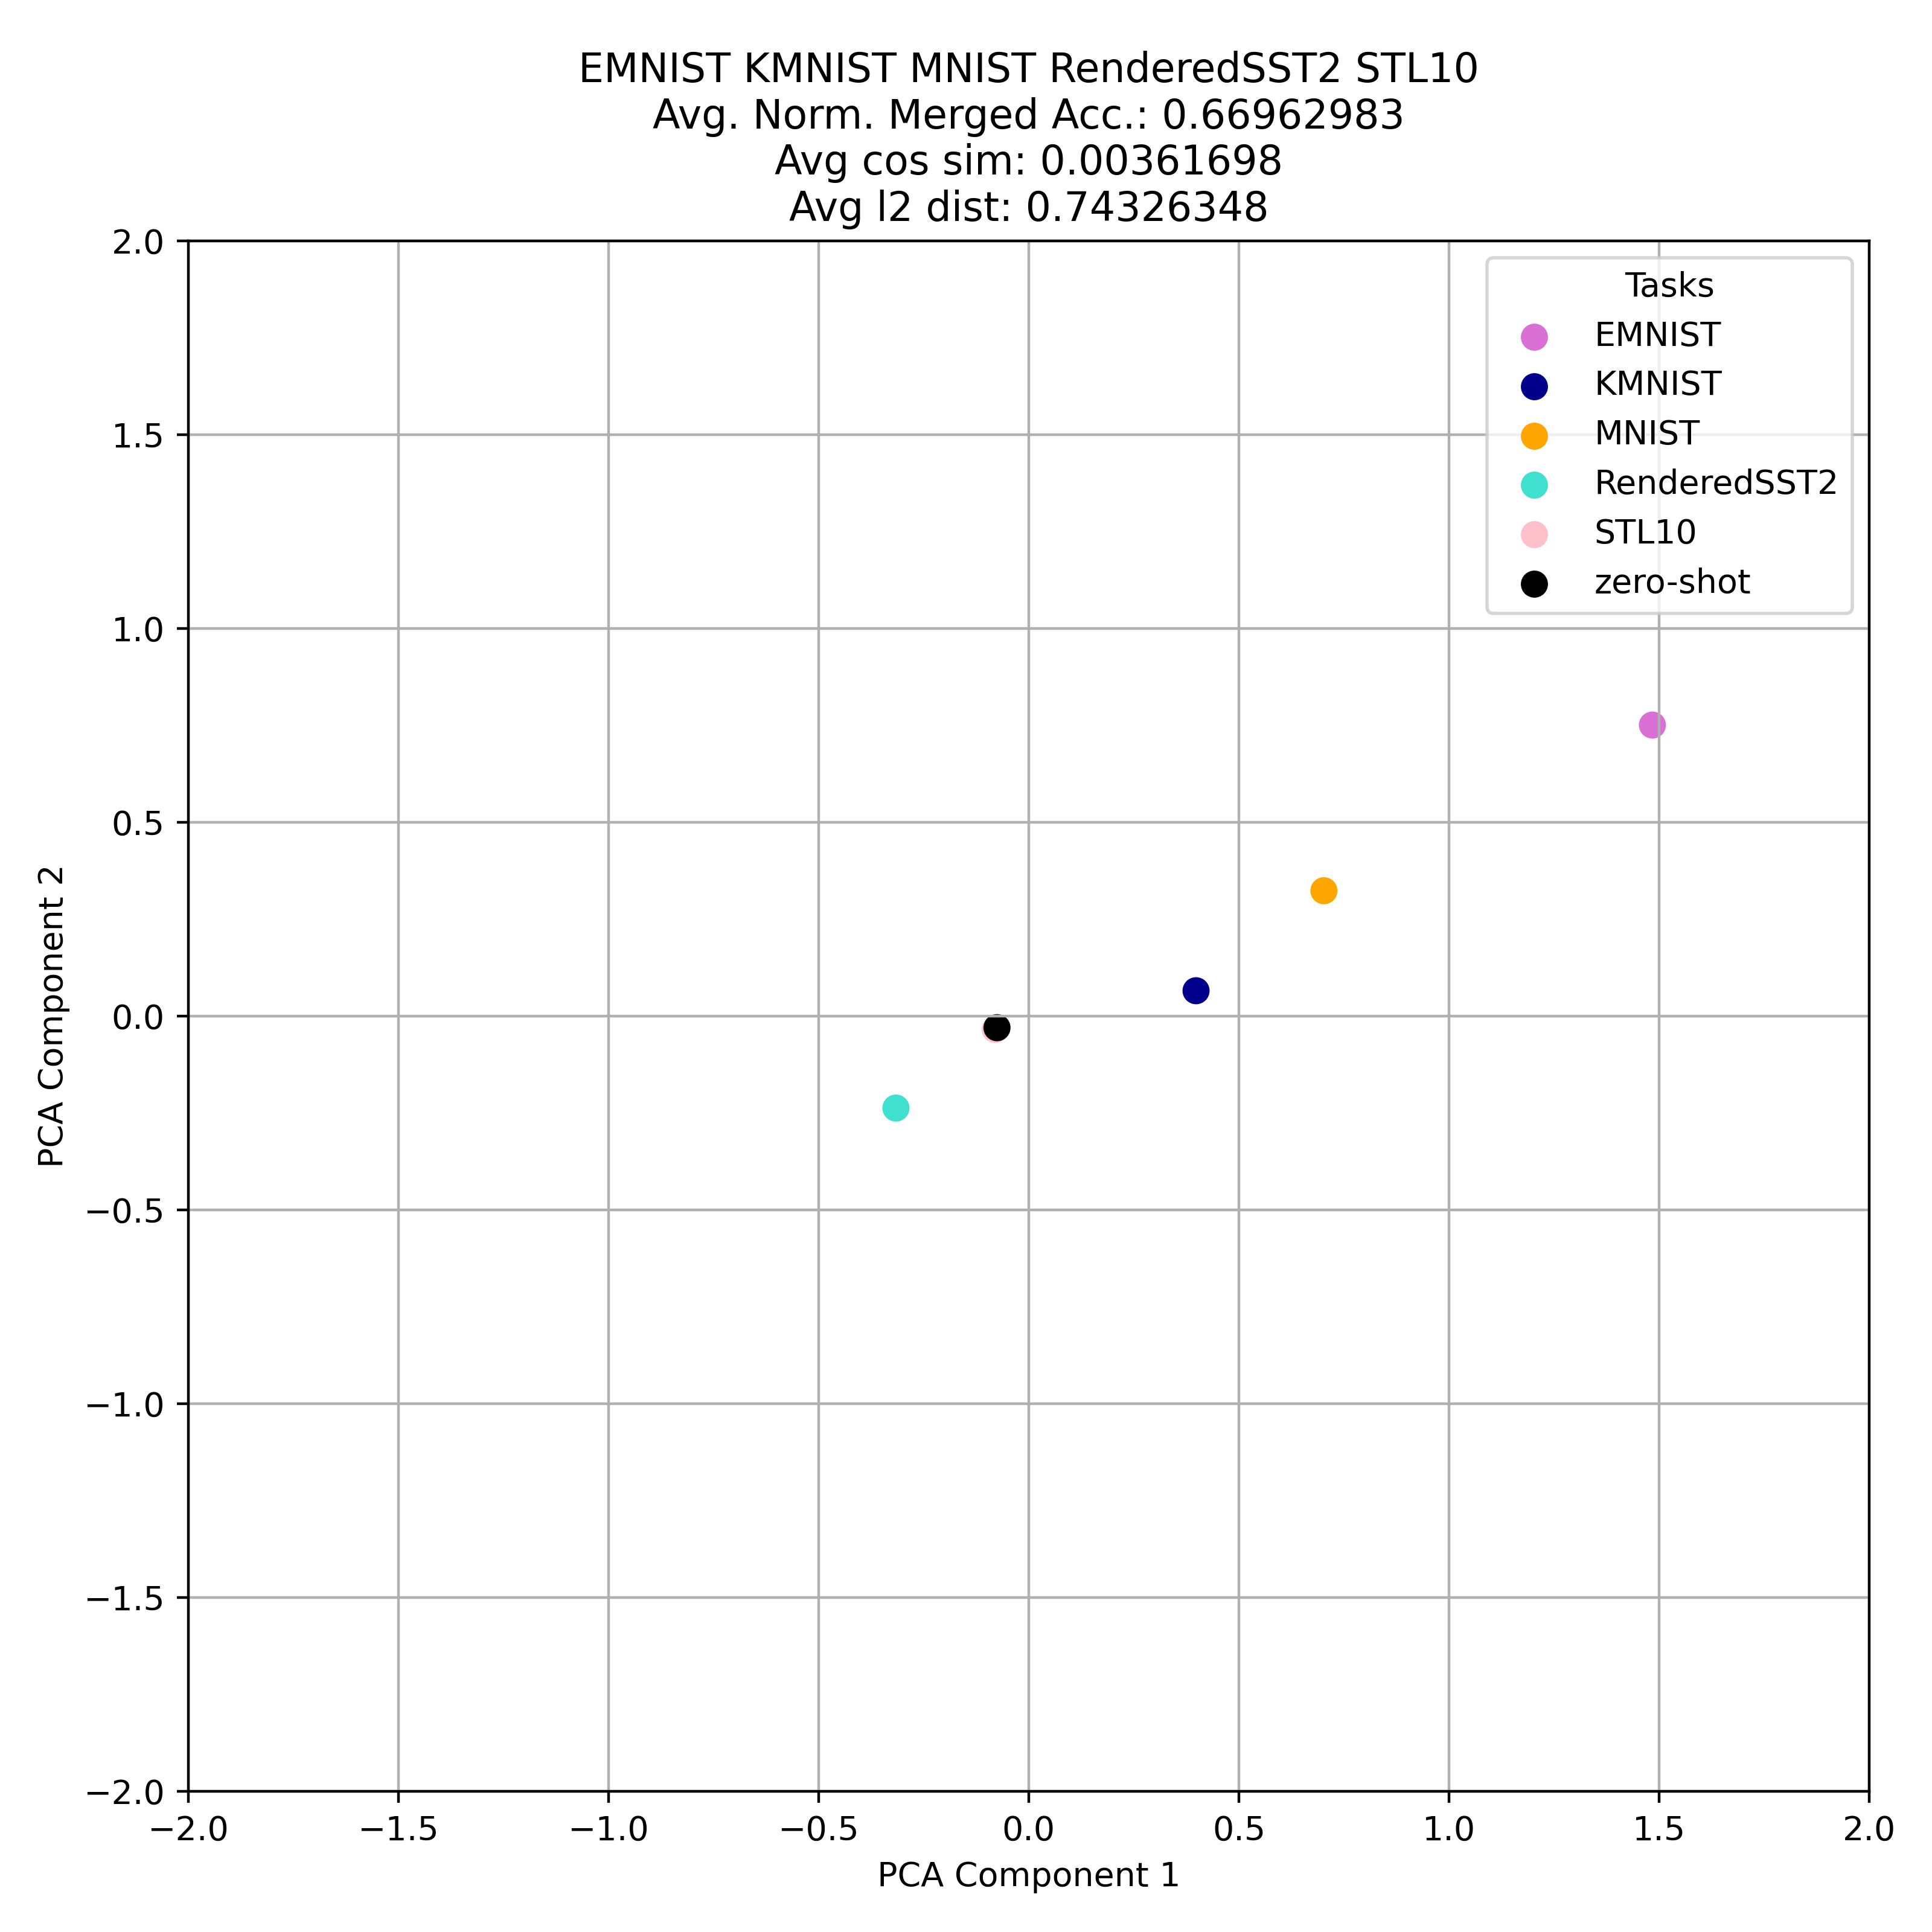 EMNIST KMNIST MNIST RenderedSST2 STL10
Avg. Norm. Merged Acc.: 0.66962983
Avg cos sim: 0.00361698
Avg l2 dist: 0.74326348
Tasks
EMNIST
KMNIST
MNIST
RenderedSST2
STL10
zero-shot
2.0
1.5
1.0
0.5
0.0
−0.5
−1.0
−1.5
−2.0
PCA Component 2
−2.0 −1.5 −1.0 −0.5 0.0 0.5 1.0 1.5 2.0
PCA Component 1